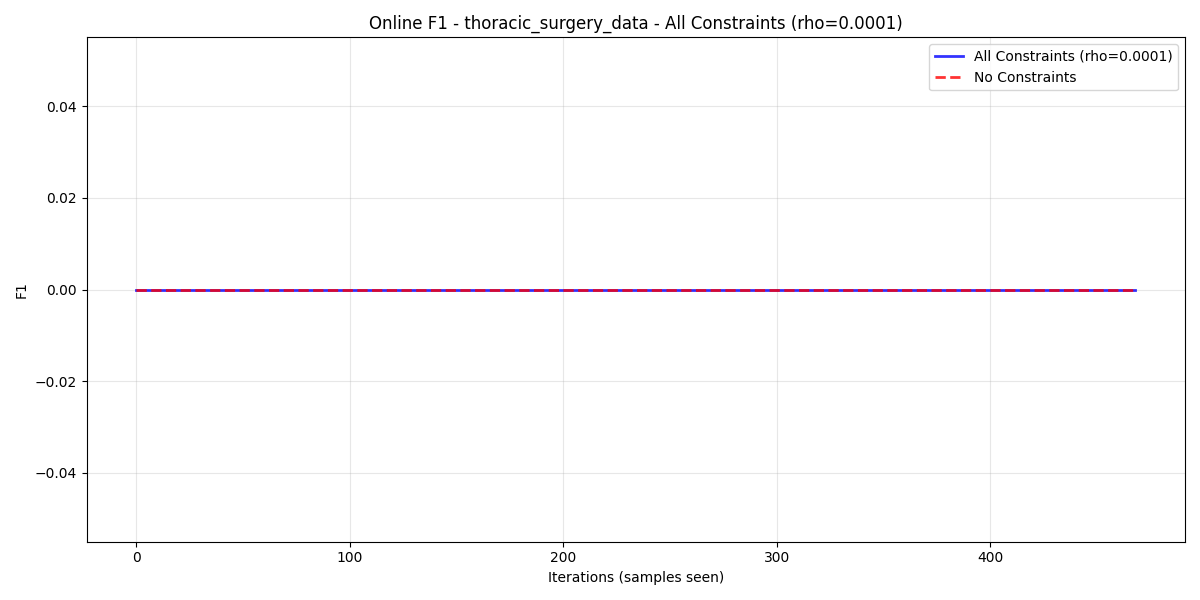 Online F1 - thoracic_surgery_data - All Constraints (rho=0.0001)
All Constraints (rho=0.0001)
No Constraints
0.04
0.02
0.00
−0.02
−0.04
F1
0 100 200 300 400
Iterations (samples seen)